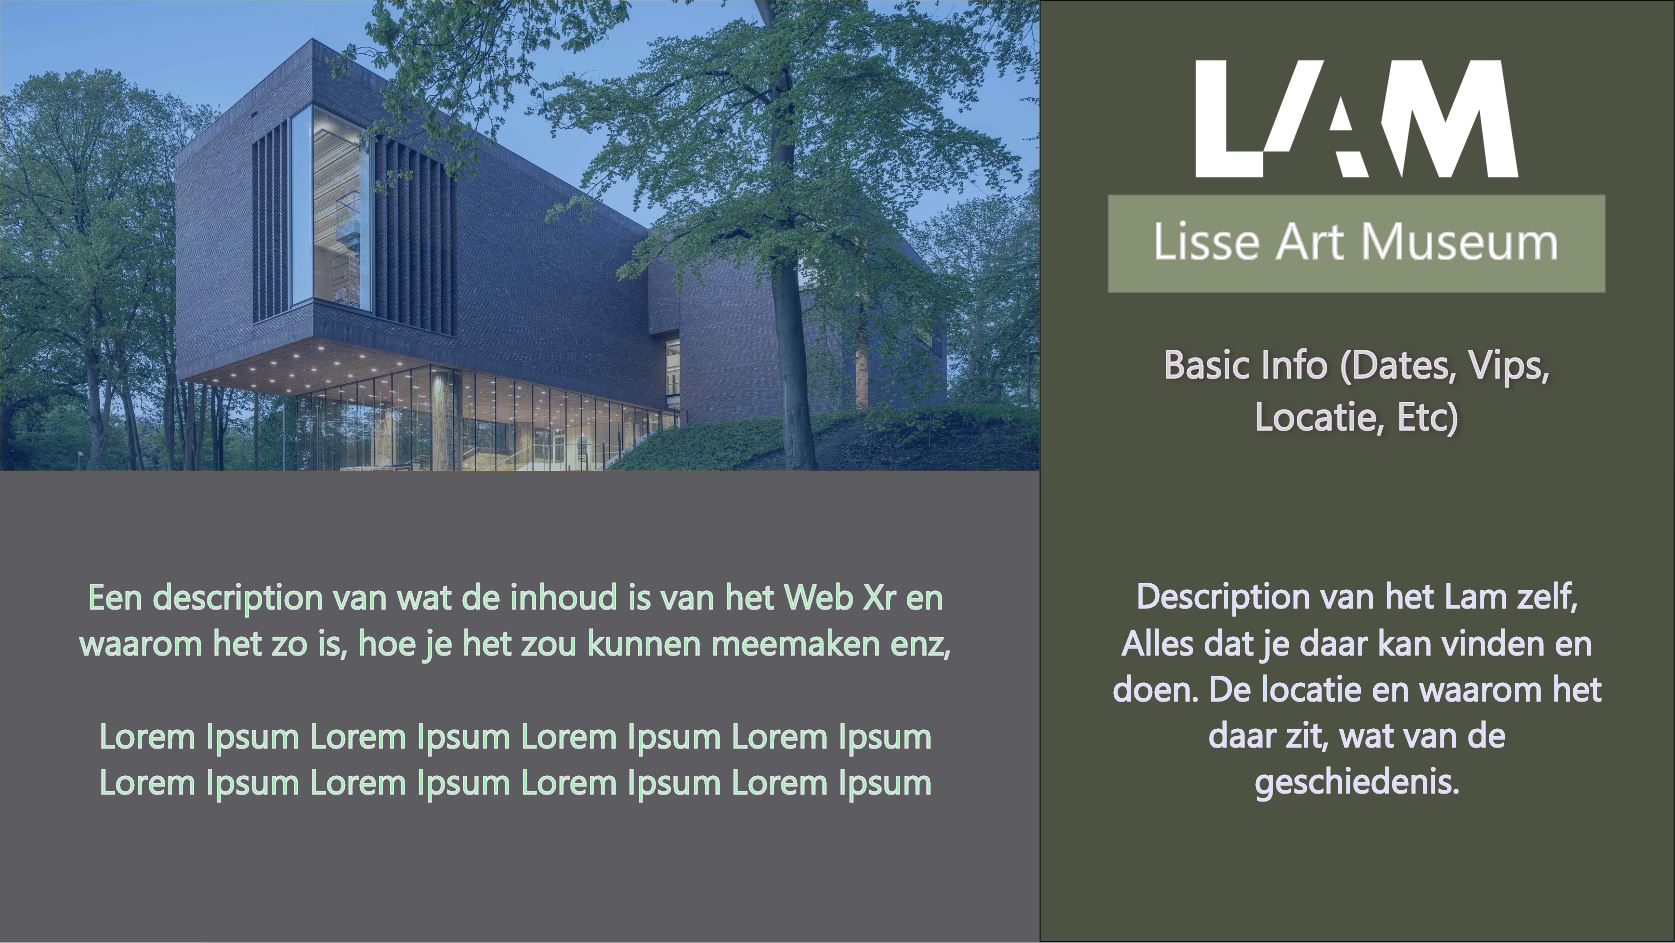 LAM
Lisse Art Museum
Basic Info (Dates, Vips,
Locatie, Etc)
Een description van wat de inhoud is van het Web Xr en
waarom het zo is, hoe je het zou kunnen meemaken enz,
Lorem Ipsum Lorem Ipsum Lorem Ipsum Lorem Ipsum
Lorem Ipsum Lorem Ipsum Lorem Ipsum Lorem Ipsum
Description van het Lam zelf,
Alles dat je daar kan vinden en
doen. De locatie en waarom het
daar zit, wat van de
geschiedenis.